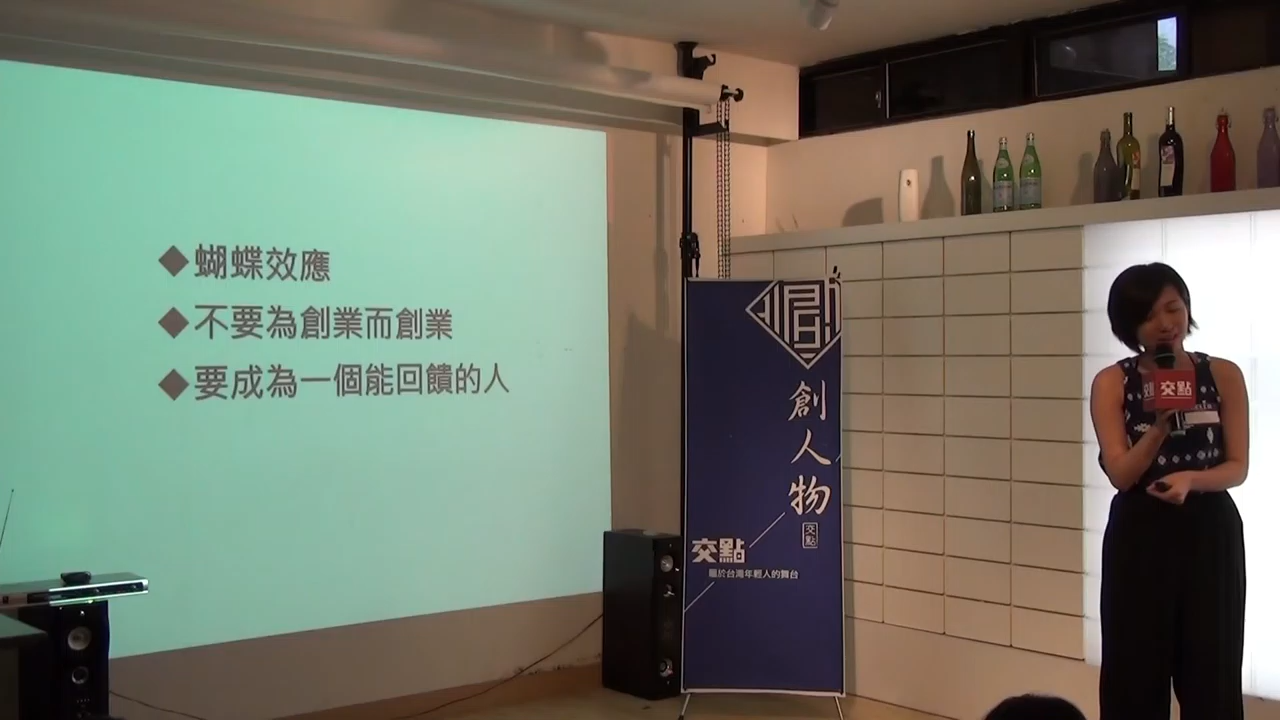 ◆蝴蝶效應
◆不要為創業而創業
◆要成為一個能回饋的人
創
創人物
交點
交點
屬於台灣年輕人的舞台
交點